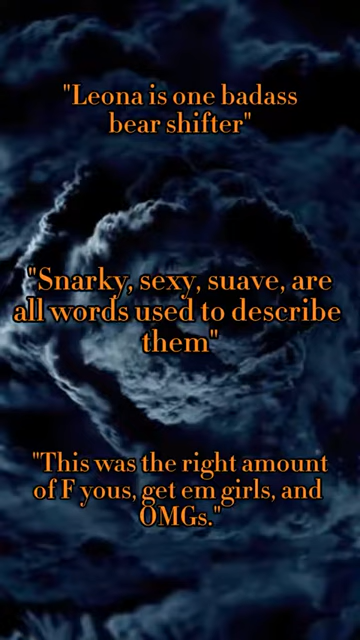 "Leona is one badass
bear shifter"
"Snarky, sexy, suave, are
all words used to describe
them"
"This was the right amount
of F yous, get em girls, and
OMGs."